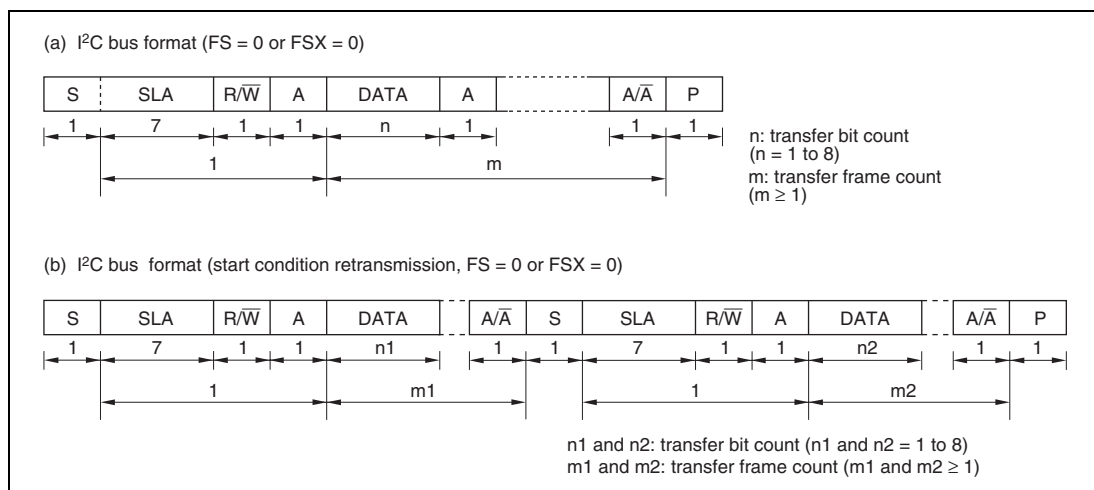 (a) I²C bus format (FS = 0 or FSX = 0)
S SLA R/W̅ A DATA A A/A̅ P
1 7 1 1 n 1 1 1
1 m
n: transfer bit count
(n = 1 to 8)
m: transfer frame count
(m ≥ 1)
(b) I²C bus format (start condition retransmission, FS = 0 or FSX = 0)
S SLA R/W̅ A DATA A/A̅ S SLA R/W̅ A DATA A/A̅ P
1 7 1 1 n1 1 1 7 1 1 n2 1 1
1 m1 1 m2
n1 and n2: transfer bit count (n1 and n2 = 1 to 8)
m1 and m2: transfer frame count (m1 and m2 ≥ 1)